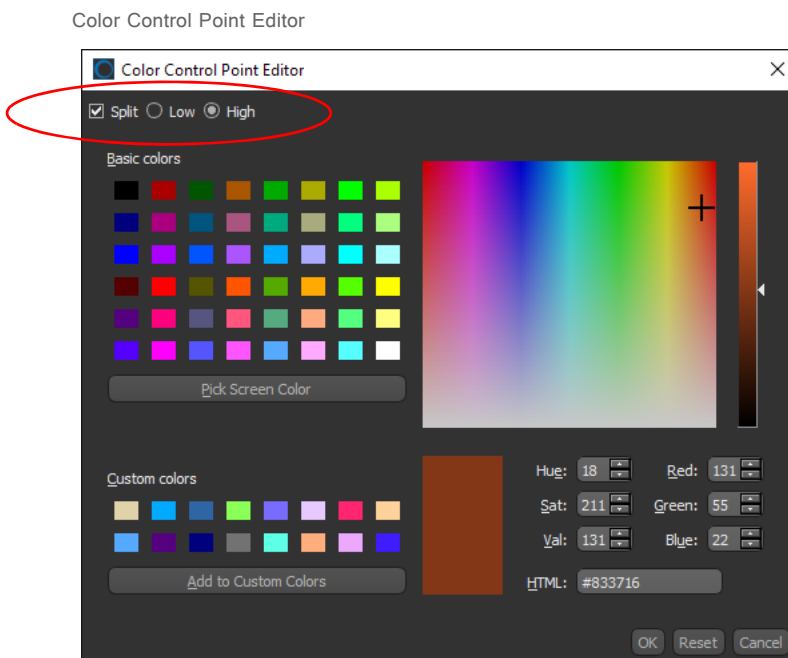 Color Control Point Editor
Color Control Point Editor
Split Low High
Basic colors
Pick Screen Color
Custom colors
Add to Custom Colors
Hue: 18 Red: 131
Sat: 211 Green: 55
Val: 131 Blue: 22
HTML: #833716
OK Reset Cancel